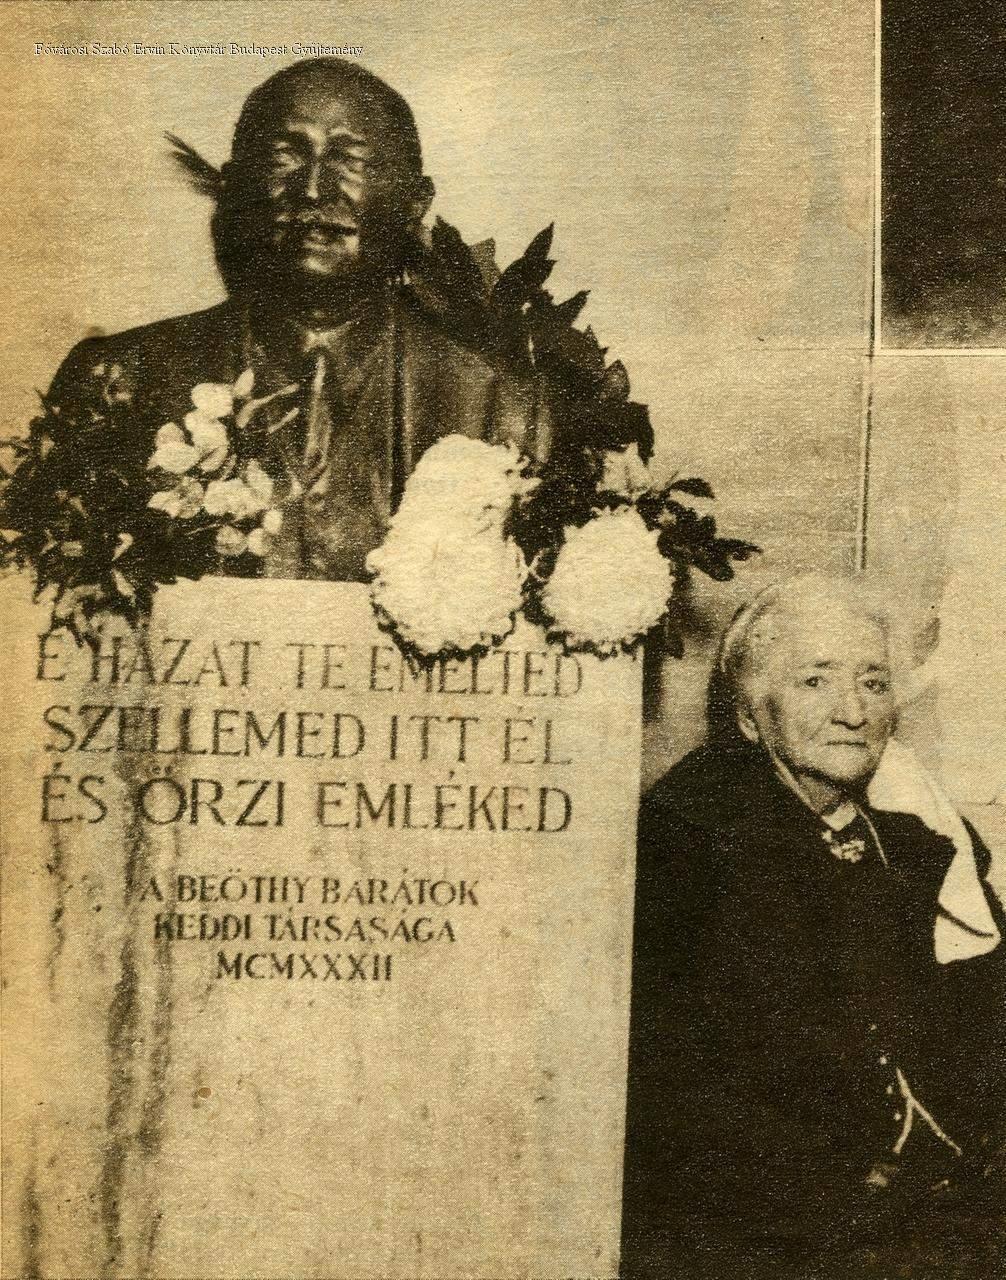 Fővárosi Szabó Ervin Könyvtár Budapest Gyűjtemény
E HÁZAT TE EMELTED
SZELLEMED ITT ÉL
ÉS ŐRZI EMLÉKED
A BEÖTHY BARÁTOK
KEDDI TÁRSASÁGA
MCMXXXII